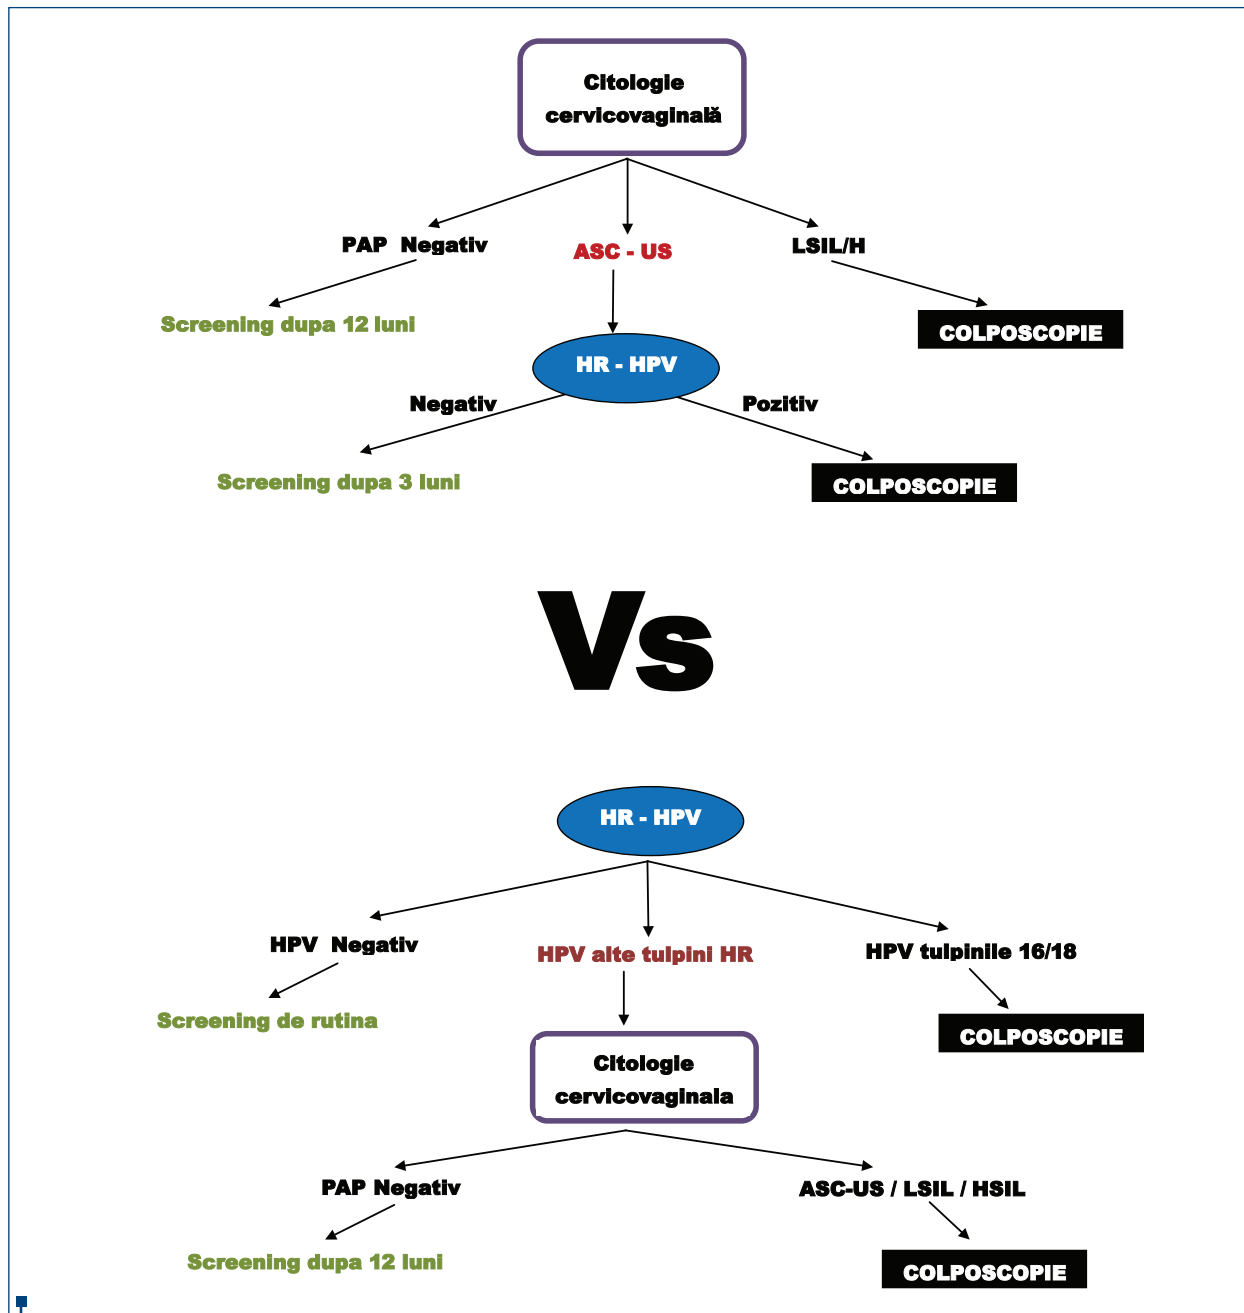 Citologie
cervicovaginală
PAP Negativ
ASC - US
LSIL/H
Screening dupa 12 luni
COLPOSCOPIE
HR - HPV
Negativ
Pozitiv
Screening dupa 3 luni
COLPOSCOPIE
Vs
HR - HPV
HPV Negativ
HPV alte tulpini HR
HPV tulpinile 16/18
Screening de rutina
COLPOSCOPIE
Citologie
cervicovaginala
PAP Negativ
ASC-US / LSIL / HSIL
Screening dupa 12 luni
COLPOSCOPIE